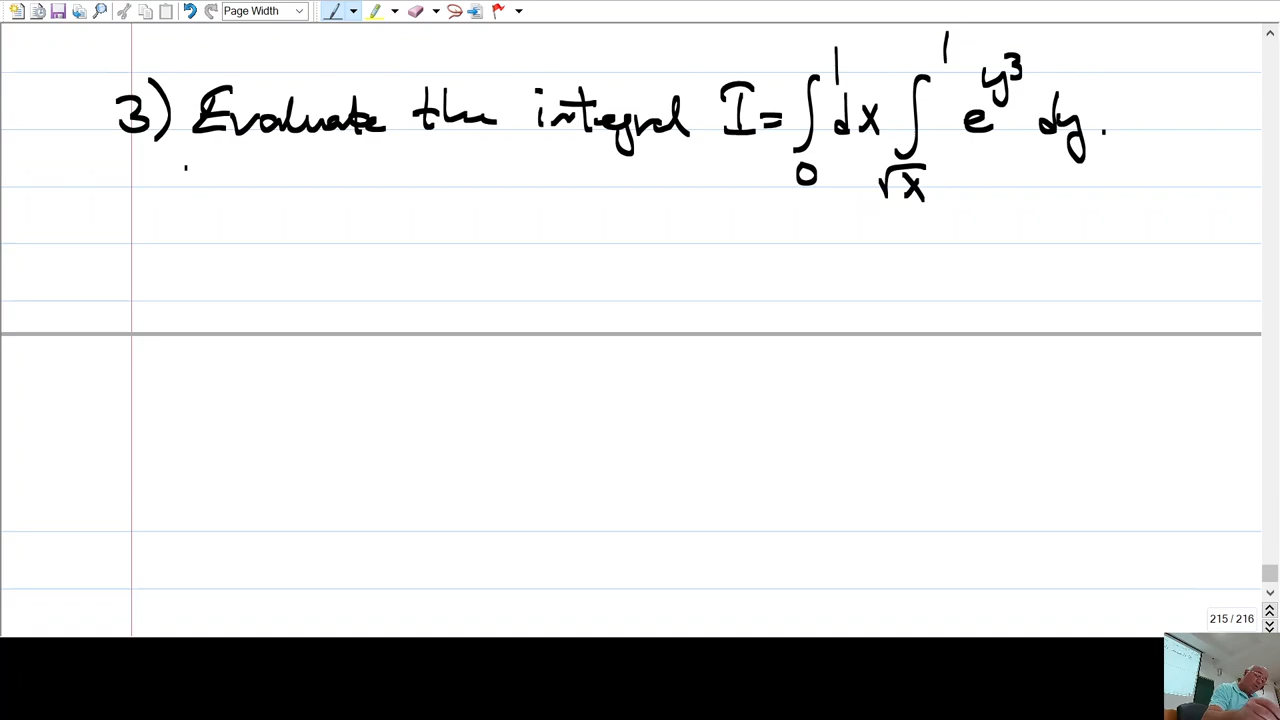 Page Width
3) Evaluate the integral I = ∫₀¹ dx ∫_{√x}^{1} e^{y³} dy.
215 / 216